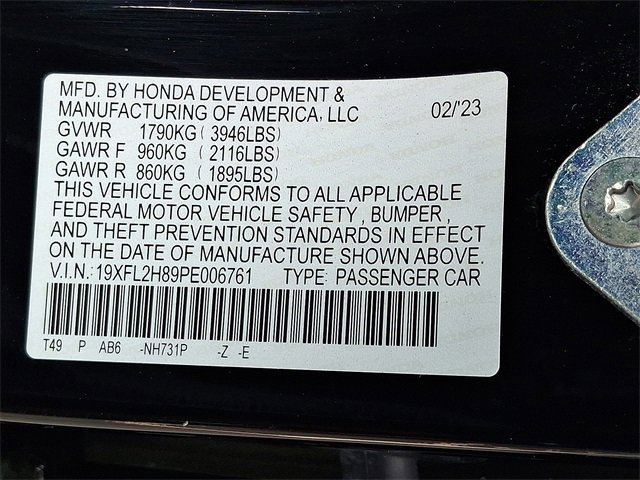 MFD. BY HONDA DEVELOPMENT &
MANUFACTURING OF AMERICA, LLC 02/'23
GVWR 1790KG ( 3946LBS)
GAWR F 960KG ( 2116LBS)
GAWR R 860KG ( 1895LBS)
THIS VEHICLE CONFORMS TO ALL APPLICABLE
FEDERAL MOTOR VEHICLE SAFETY , BUMPER ,
AND THEFT PREVENTION STANDARDS IN EFFECT
ON THE DATE OF MANUFACTURE SHOWN ABOVE.
V.I.N.:19XFL2H89PE006761 TYPE: PASSENGER CAR
T49 P AB6 -NH731P -Z -E